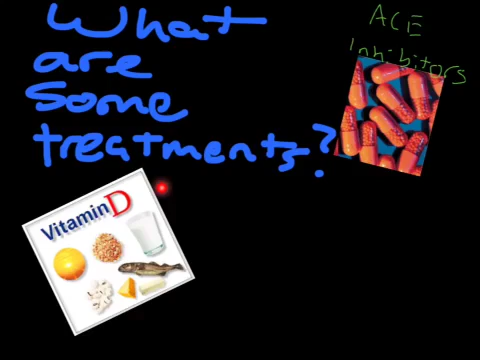 What
are
some
treatments?
ACE
Inhibitors
Vitamin D